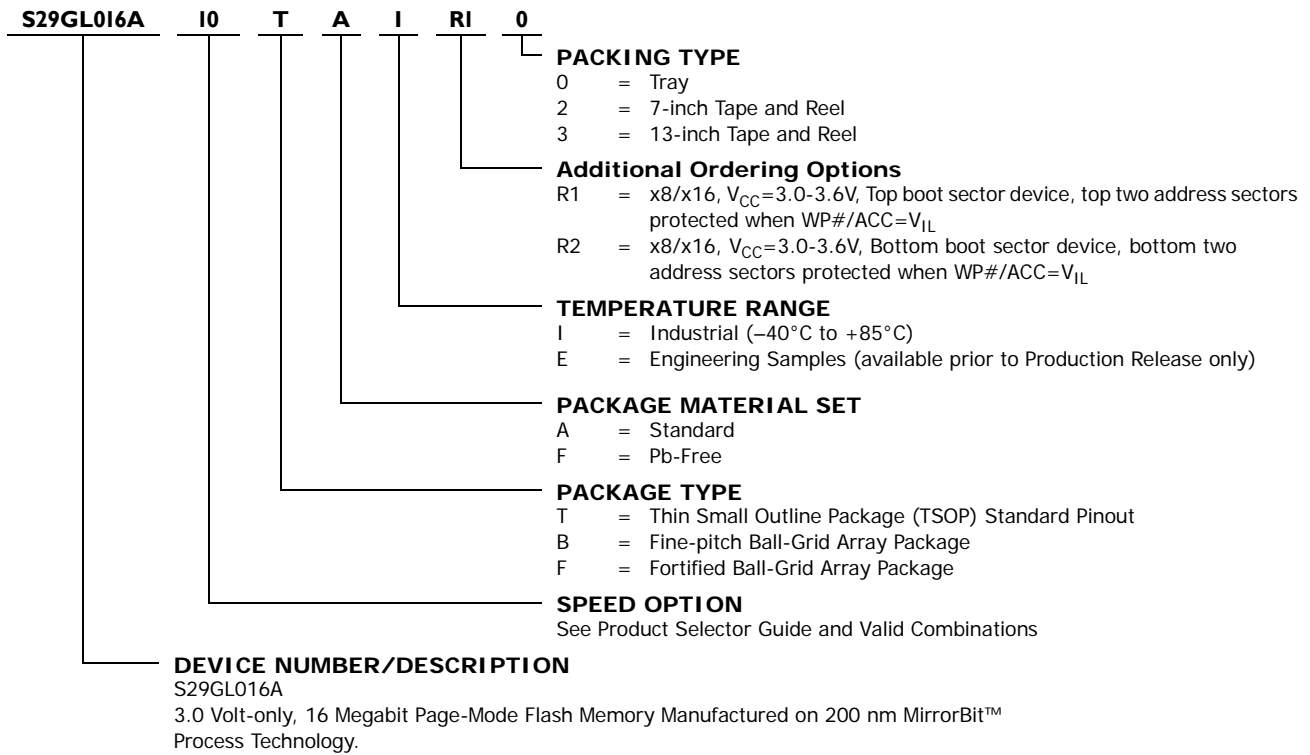 S29GL016A 10 T A I R1 0
PACKING TYPE
0 = Tray
2 = 7-inch Tape and Reel
3 = 13-inch Tape and Reel
Additional Ordering Options
R1 = x8/x16, VCC=3.0-3.6V, Top boot sector device, top two address sectors
protected when WP#/ACC=VIL
R2 = x8/x16, VCC=3.0-3.6V, Bottom boot sector device, bottom two
address sectors protected when WP#/ACC=VIL
TEMPERATURE RANGE
I = Industrial (–40°C to +85°C)
E = Engineering Samples (available prior to Production Release only)
PACKAGE MATERIAL SET
A = Standard
F = Pb-Free
PACKAGE TYPE
T = Thin Small Outline Package (TSOP) Standard Pinout
B = Fine-pitch Ball-Grid Array Package
F = Fortified Ball-Grid Array Package
SPEED OPTION
See Product Selector Guide and Valid Combinations
DEVICE NUMBER/DESCRIPTION
S29GL016A
3.0 Volt-only, 16 Megabit Page-Mode Flash Memory Manufactured on 200 nm MirrorBit™
Process Technology.